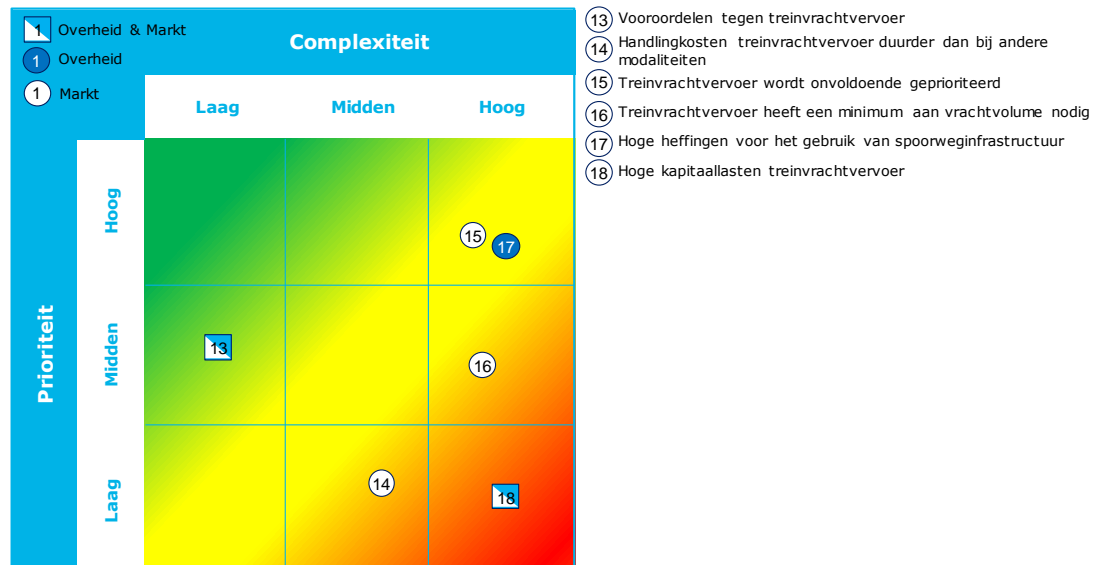 1 Overheid & Markt
1 Overheid
1 Markt
Complexiteit
Laag Midden Hoog
Prioriteit
Hoog
Midden
Laag
15
17
13
16
14
18
13 Vooroordelen tegen treinvrachtvervoer
14 Handlingkosten treinvrachtvervoer duurder dan bij andere
modaliteiten
15 Treinvrachtvervoer wordt onvoldoende geprioriteerd
16 Treinvrachtvervoer heeft een minimum aan vrachtvolume nodig
17 Hoge heffingen voor het gebruik van spoorweginfrastructuur
18 Hoge kapitaallasten treinvrachtvervoer